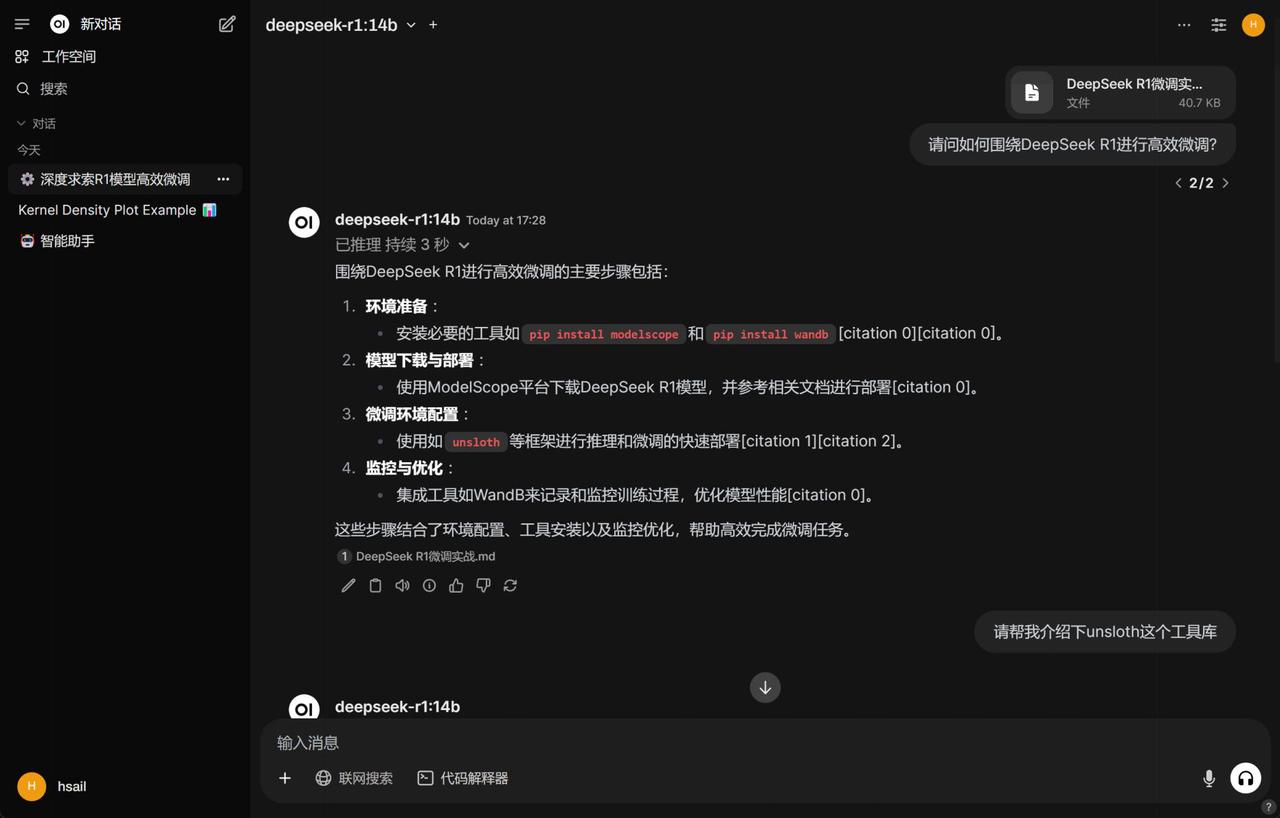 OI 新对话
工作空间
搜索
对话
今天
深度求索R1模型高效微调
Kernel Density Plot Example
智能助手
H hsail
deepseek-r1:14b
H
DeepSeek R1微调实...
文件 40.7 KB
请问如何围绕DeepSeek R1进行高效微调?
2/2
OI deepseek-r1:14b Today at 17:28
已推理 持续 3 秒
围绕DeepSeek R1进行高效微调的主要步骤包括：
1. 环境准备：
• 安装必要的工具如 pip install modelscope 和 pip install wandb [citation 0][citation 0]。
2. 模型下载与部署：
• 使用ModelScope平台下载DeepSeek R1模型，并参考相关文档进行部署[citation 0]。
3. 微调环境配置：
• 使用如 unsloth 等框架进行推理和微调的快速部署[citation 1][citation 2]。
4. 监控与优化：
• 集成工具如WandB来记录和监控训练过程，优化模型性能[citation 0]。
这些步骤结合了环境配置、工具安装以及监控优化，帮助高效完成微调任务。
1 DeepSeek R1微调实战.md
请帮我介绍下unsloth这个工具库
OI deepseek-r1:14b
输入消息
+ 联网搜索 代码解释器
?